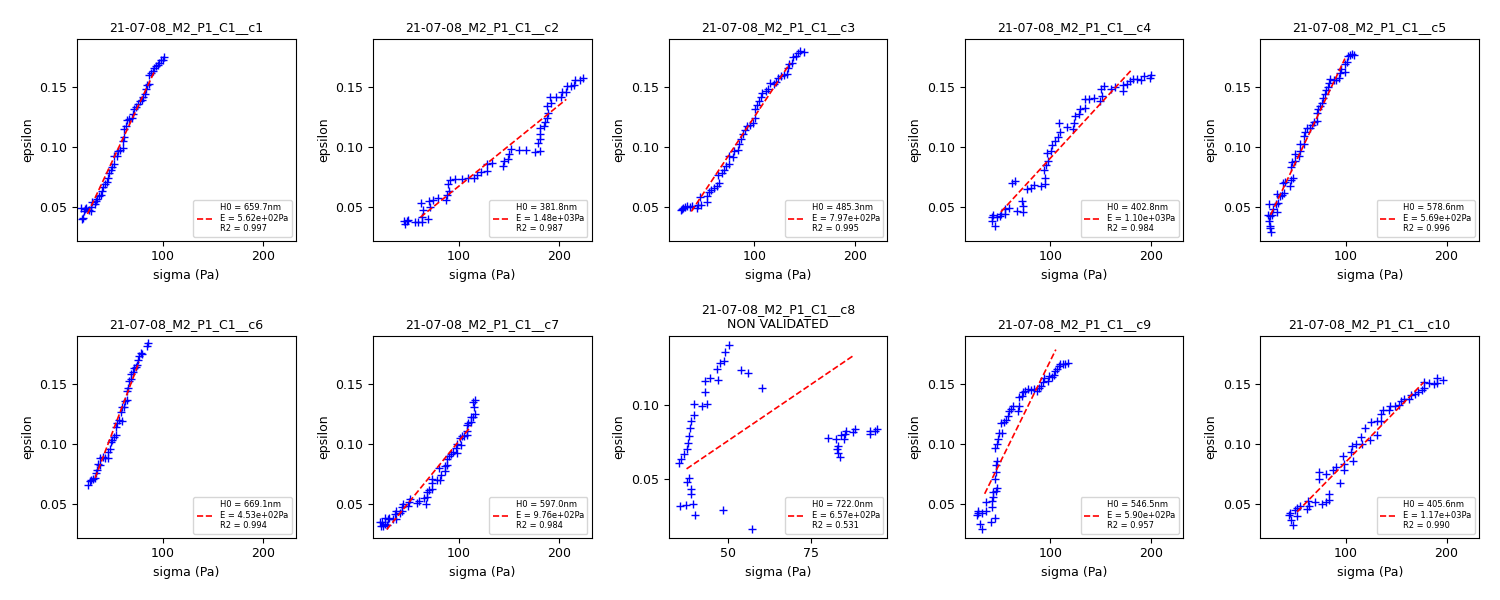 21-07-08_M2_P1_C1__c1
epsilon
0.15
0.10
0.05
100
200
sigma (Pa)
H0 = 659.7nm
E = 5.62e+02Pa
R2 = 0.997
21-07-08_M2_P1_C1__c2
epsilon
0.15
0.10
0.05
100
200
sigma (Pa)
H0 = 381.8nm
E = 1.48e+03Pa
R2 = 0.987
21-07-08_M2_P1_C1__c3
epsilon
0.15
0.10
0.05
100
200
sigma (Pa)
H0 = 485.3nm
E = 7.97e+02Pa
R2 = 0.995
21-07-08_M2_P1_C1__c4
epsilon
0.15
0.10
0.05
100
200
sigma (Pa)
H0 = 402.8nm
E = 1.10e+03Pa
R2 = 0.984
21-07-08_M2_P1_C1__c5
epsilon
0.15
0.10
0.05
100
200
sigma (Pa)
H0 = 578.6nm
E = 5.69e+02Pa
R2 = 0.996
21-07-08_M2_P1_C1__c6
epsilon
0.15
0.10
0.05
100
200
sigma (Pa)
H0 = 669.1nm
E = 4.53e+02Pa
R2 = 0.994
21-07-08_M2_P1_C1__c7
epsilon
0.15
0.10
0.05
100
200
sigma (Pa)
H0 = 597.0nm
E = 9.76e+02Pa
R2 = 0.984
21-07-08_M2_P1_C1__c8
NON VALIDATED
epsilon
0.10
0.05
50
75
sigma (Pa)
H0 = 722.0nm
E = 6.57e+02Pa
R2 = 0.531
21-07-08_M2_P1_C1__c9
epsilon
0.15
0.10
0.05
100
200
sigma (Pa)
H0 = 546.5nm
E = 5.90e+02Pa
R2 = 0.957
21-07-08_M2_P1_C1__c10
epsilon
0.15
0.10
0.05
100
200
sigma (Pa)
H0 = 405.6nm
E = 1.17e+03Pa
R2 = 0.990